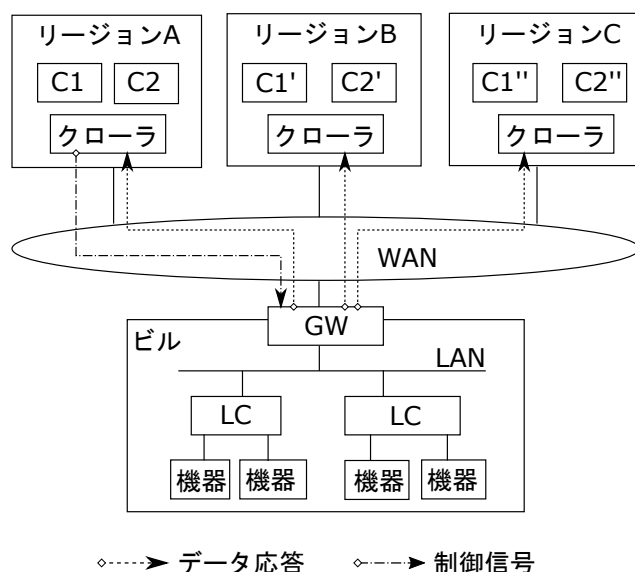 リージョンA
リージョンB
リージョンC
C1
C2
C1'
C2'
C1''
C2''
クローラ
クローラ
クローラ
WAN
GW
ビル
LAN
LC
LC
機器
機器
機器
機器
データ応答
制御信号